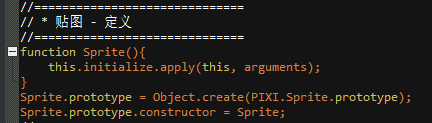 //=============================
// * 贴图 - 定义
//=============================
function Sprite(){
    this.initialize.apply(this, arguments);
}
Sprite.prototype = Object.create(PIXI.Sprite.prototype);
Sprite.prototype.constructor = Sprite;